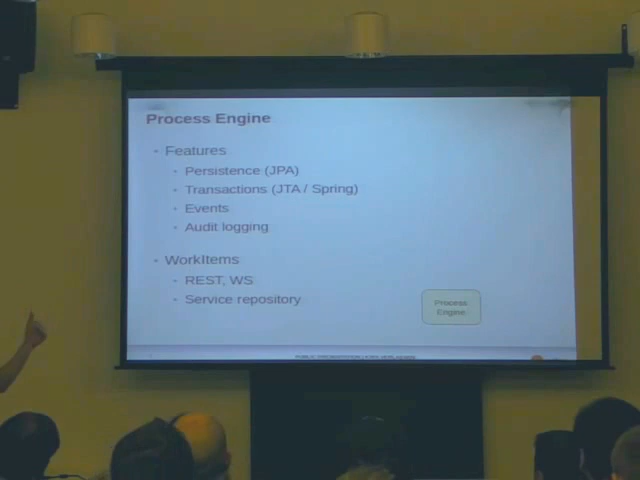 Process Engine
Features
Persistence (JPA)
Transactions (JTA / Spring)
Events
Audit logging
WorkItems
REST, WS
Service repository
Process
Engine